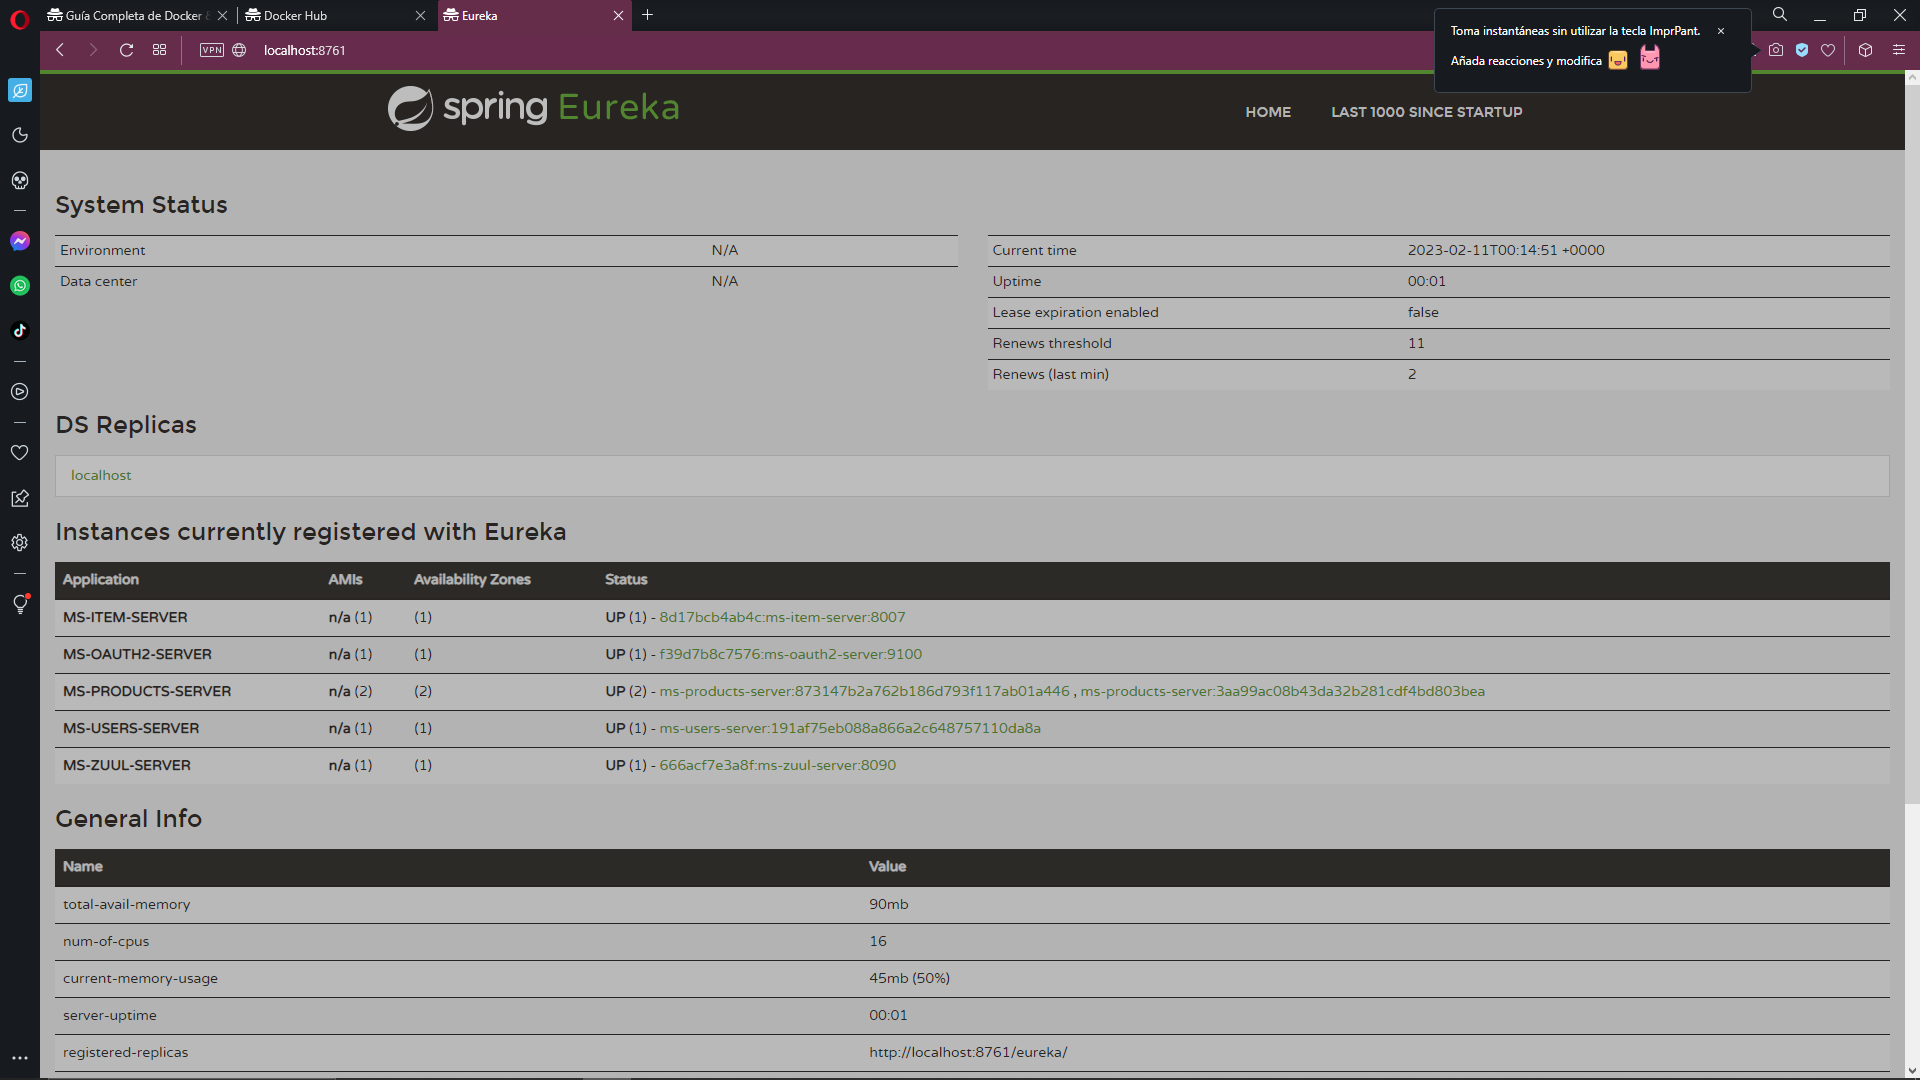 Guía Completa de Docker &
Docker Hub
Eureka
Toma instantáneas sin utilizar la tecla ImprPant.
Añada reacciones y modifica
VPN
localhost:8761
spring Eureka
HOME
LAST 1000 SINCE STARTUP
System Status
Environment N/A
Data center N/A
Current time 2023-02-11T00:14:51 +0000
Uptime 00:01
Lease expiration enabled false
Renews threshold 11
Renews (last min) 2
DS Replicas
localhost
Instances currently registered with Eureka
Application AMIs Availability Zones Status
MS-ITEM-SERVER n/a (1) (1) UP (1) - 8d17bcb4ab4c:ms-item-server:8007
MS-OAUTH2-SERVER n/a (1) (1) UP (1) - f39d7b8c7576:ms-oauth2-server:9100
MS-PRODUCTS-SERVER n/a (2) (2) UP (2) - ms-products-server:873147b2a762b186d793f117ab01a446 , ms-products-server:3aa99ac08b43da32b281cdf4bd803bea
MS-USERS-SERVER n/a (1) (1) UP (1) - ms-users-server:191af75eb088a866a2c648757110da8a
MS-ZUUL-SERVER n/a (1) (1) UP (1) - 666acf7e3a8f:ms-zuul-server:8090
General Info
Name Value
total-avail-memory 90mb
num-of-cpus 16
current-memory-usage 45mb (50%)
server-uptime 00:01
registered-replicas http://localhost:8761/eureka/